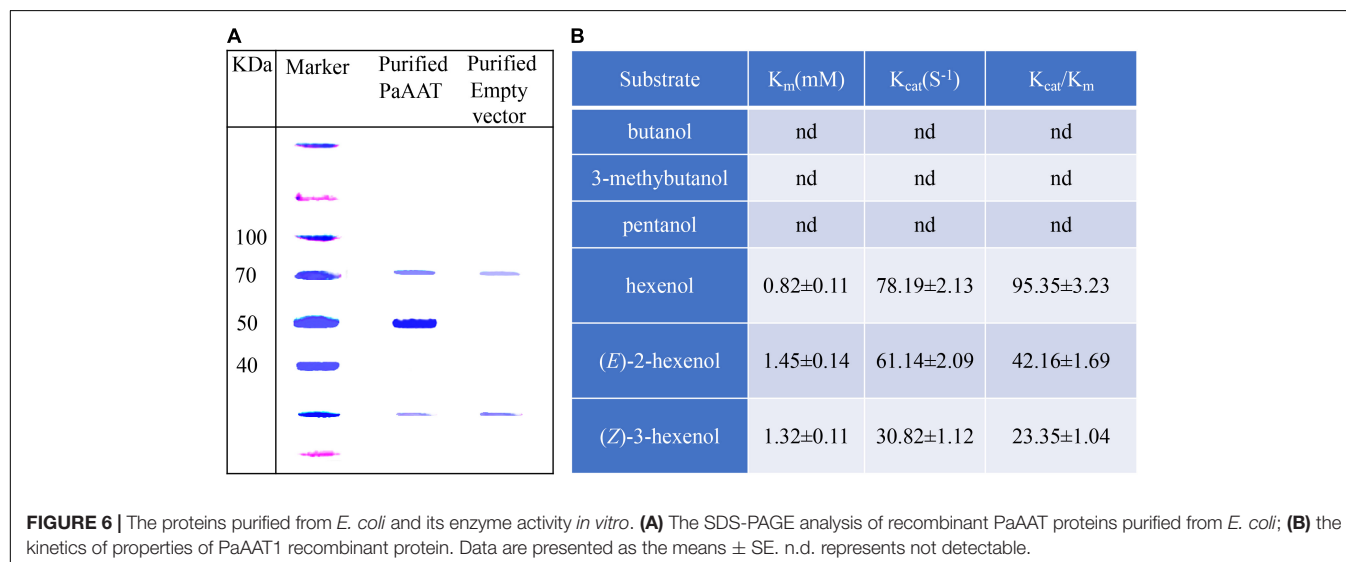 A
KDa Marker Purified PaAAT Purified Empty vector
100
70
50
40
B
Substrate Km(mM) Kcat(S-1) Kcat/Km
butanol nd nd nd
3-methybutanol nd nd nd
pentanol nd nd nd
hexenol 0.82±0.11 78.19±2.13 95.35±3.23
(E)-2-hexenol 1.45±0.14 61.14±2.09 42.16±1.69
(Z)-3-hexenol 1.32±0.11 30.82±1.12 23.35±1.04
FIGURE 6 | The proteins purified from E. coli and its enzyme activity in vitro. (A) The SDS-PAGE analysis of recombinant PaAAT proteins purified from E. coli; (B) the
kinetics of properties of PaAAT1 recombinant protein. Data are presented as the means ± SE. n.d. represents not detectable.